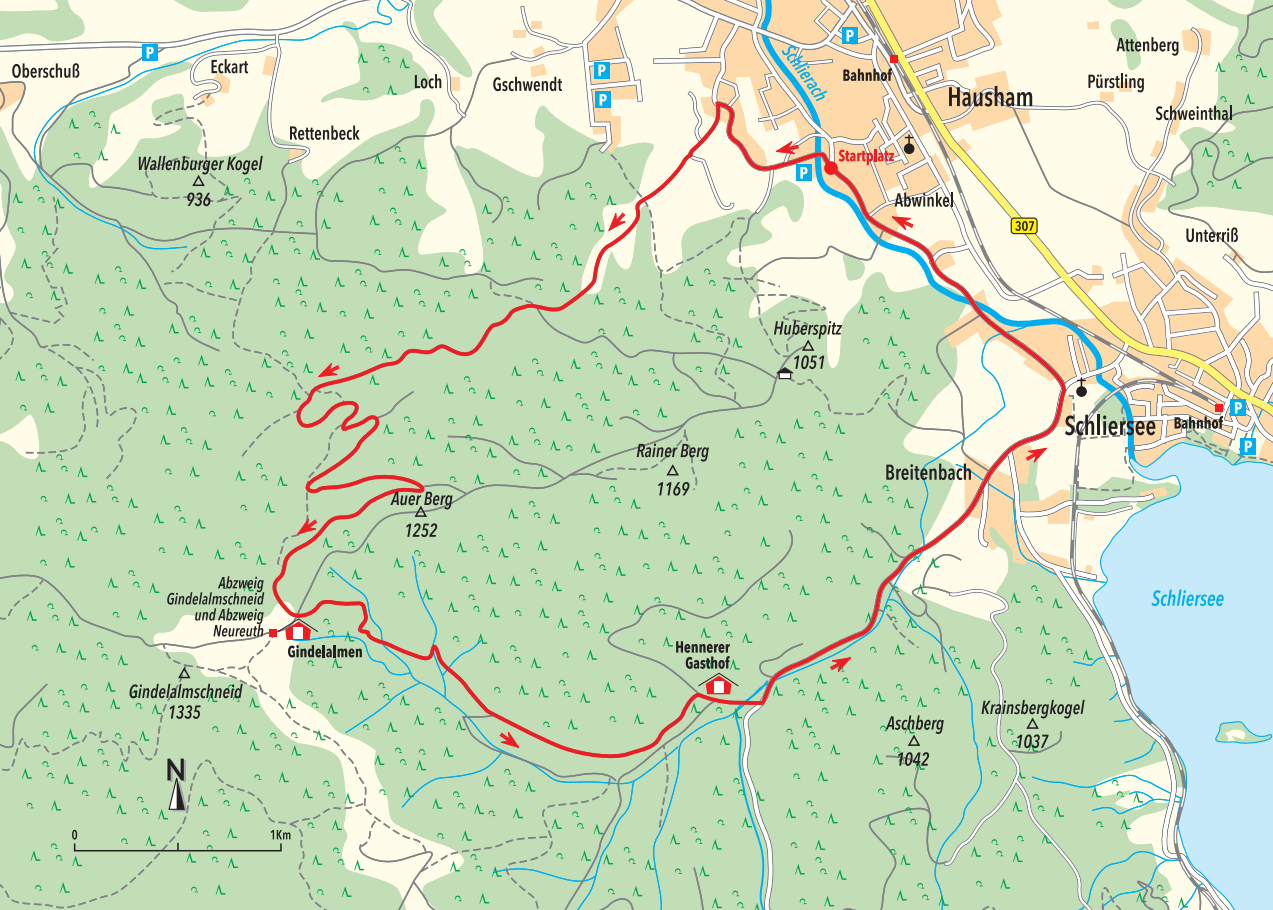 P
Oberschuß
Eckart
Loch
Gschwendt
P
P
Schlierach
P
Bahnhof
Hausham
Attenberg
Pürstling
Schweinthal
Rettenbeck
Wallenburger Kogel
936
Startplatz
P
Abwinkel
307
Unterriß
Huberspitz
1051
Schliersee
Bahnhof
P
P
Rainer Berg
1169
Breitenbach
Auer Berg
1252
Abzweig
Gindelalmschneid
und Abzweig
Neureuth
Gindelalmen
Schliersee
Hennerer
Gasthof
Gindelalmschneid
1335
Krainsbergkogel
1037
Aschberg
1042
N
0
1Km